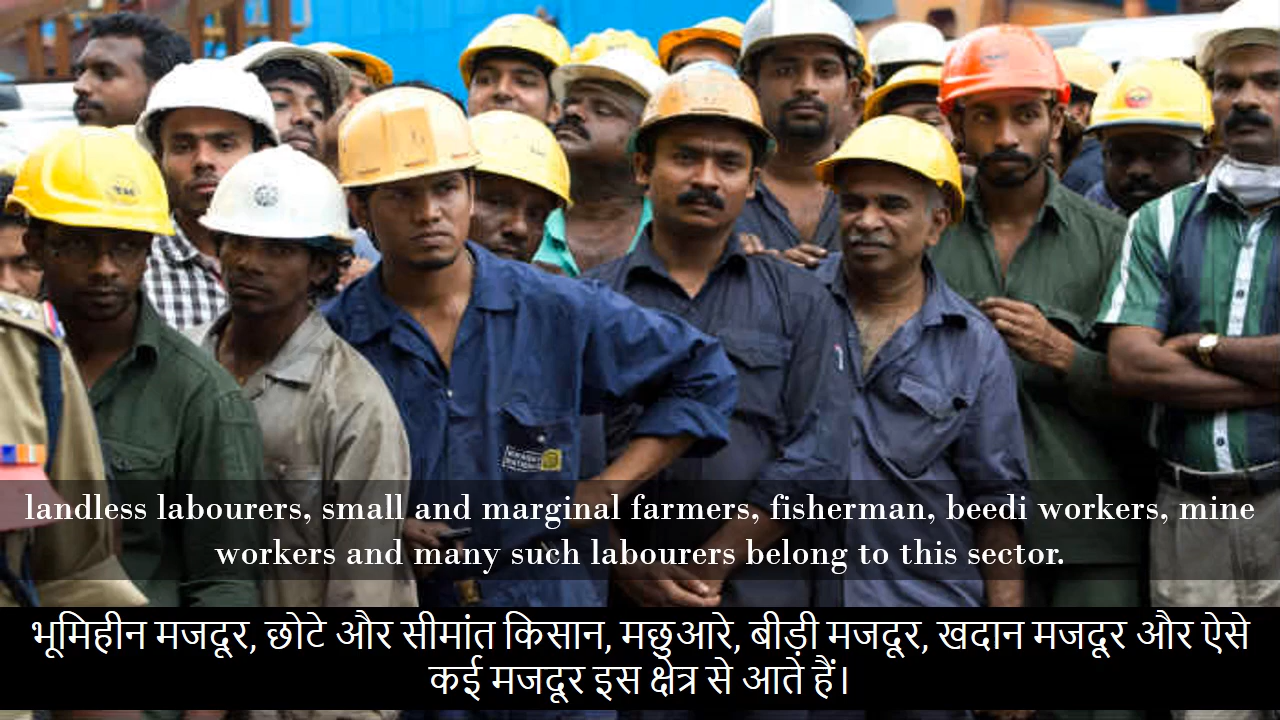 landless labourers, small and marginal farmers, fisherman, beedi workers, mine
workers and many such labourers belong to this sector.
भूमिहीन मजदूर, छोटे और सीमांत किसान, मछुआरे, बीड़ी मजदूर, खदान मजदूर और ऐसे
कई मजदूर इस क्षेत्र से आते हैं।